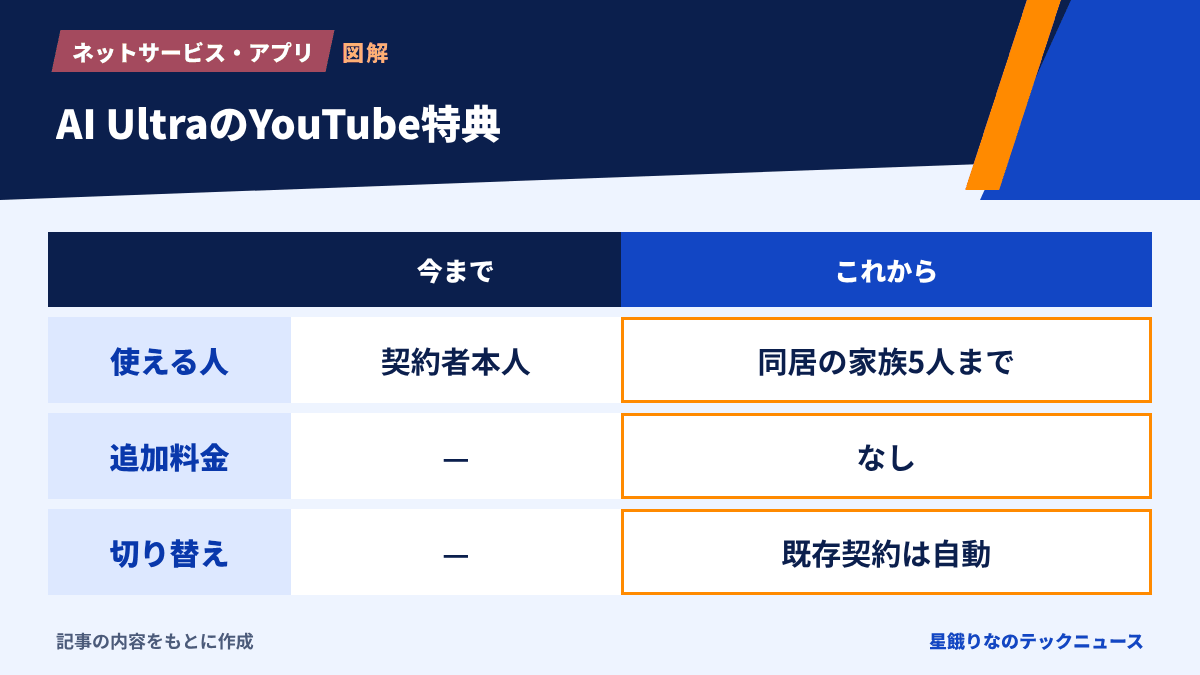 ネットサービス・アプリ 図解
AI UltraのYouTube特典
今まで これから
使える人 契約者本人 同居の家族5人まで
追加料金 — なし
切り替え — 既存契約は自動
記事の内容をもとに作成 星餓りなのテックニュース